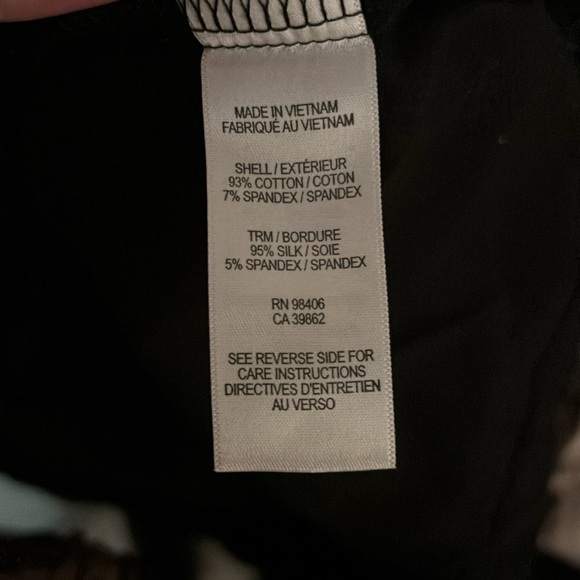 MADE IN VIETNAM
FABRIQUÉ AU VIETNAM
SHELL / EXTÉRIEUR
93% COTTON / COTON
7% SPANDEX / SPANDEX
TRM / BORDURE
95% SILK / SOIE
5% SPANDEX / SPANDEX
RN 98406
CA 39862
SEE REVERSE SIDE FOR
CARE INSTRUCTIONS
DIRECTIVES D'ENTRETIEN
AU VERSO